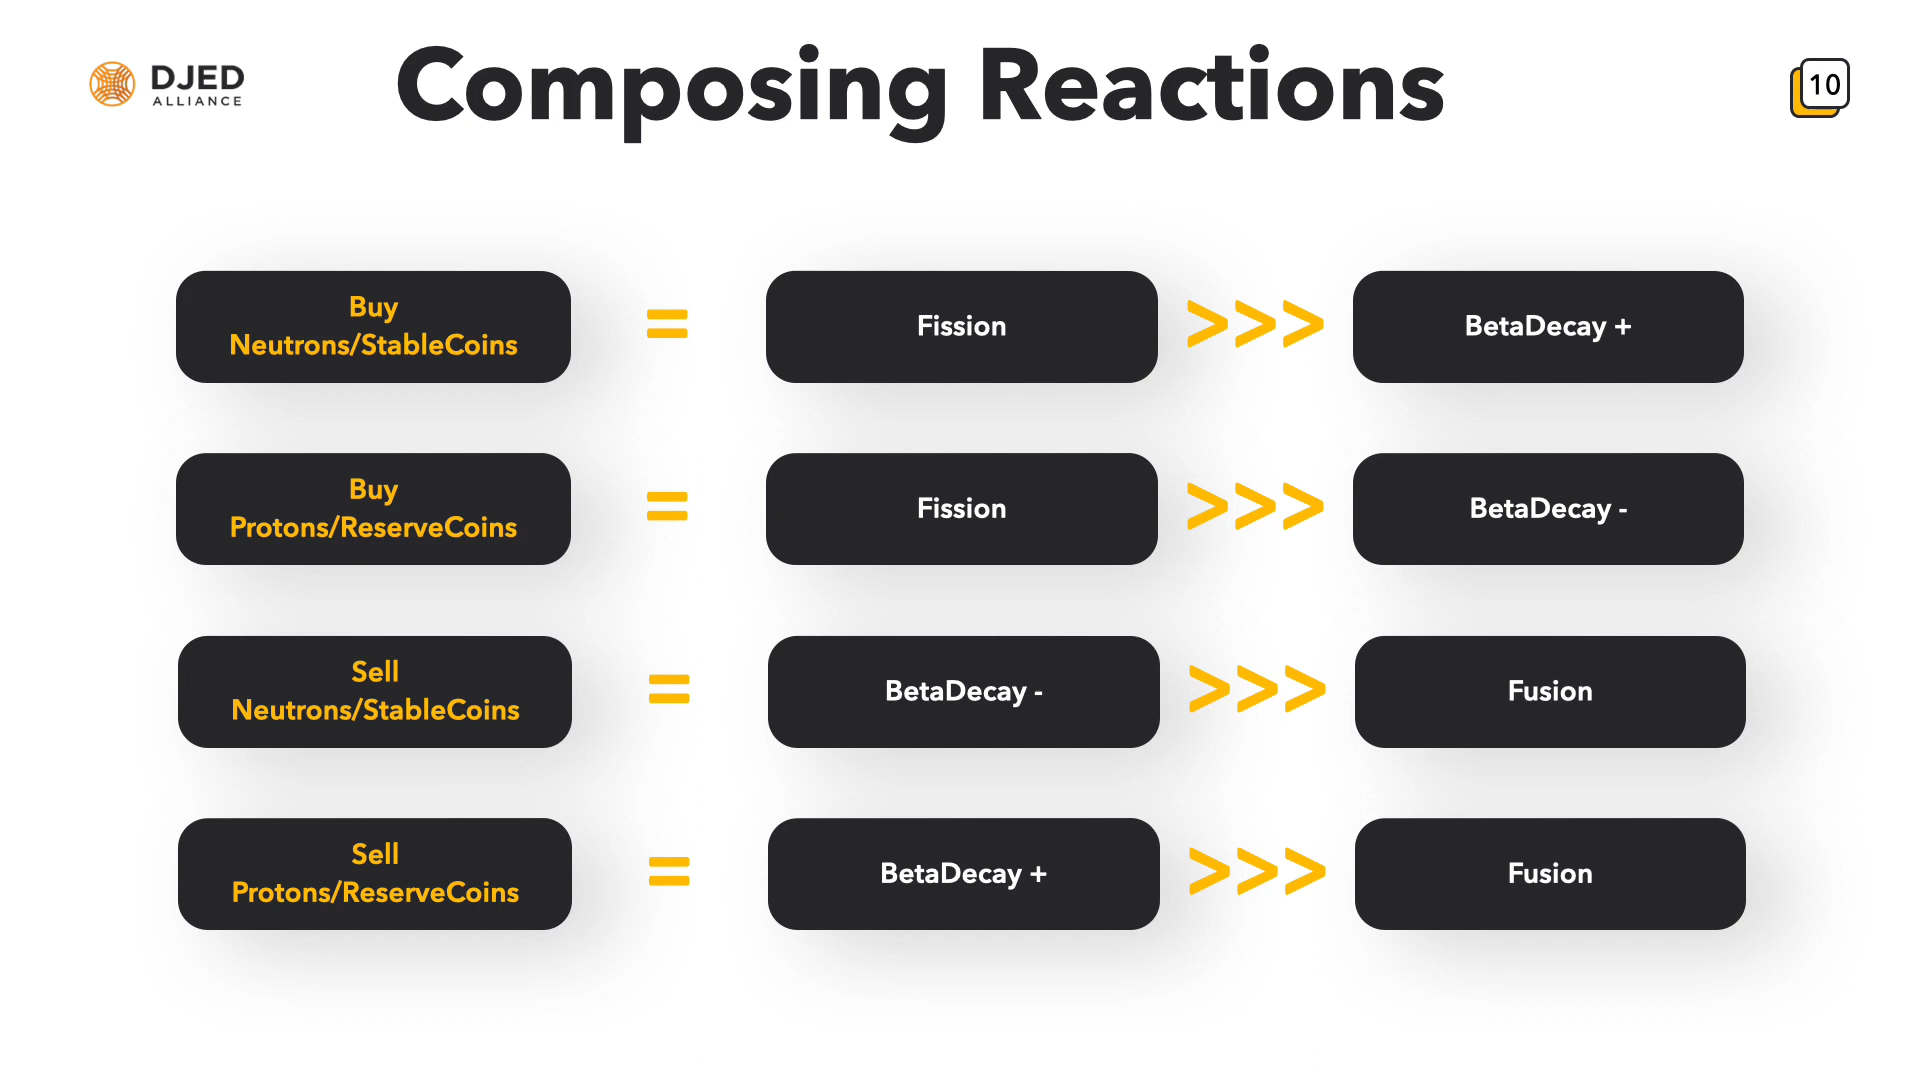 DJED
ALLIANCE
Composing Reactions
10
Buy
Neutrons/StableCoins
=
Fission
>>>
BetaDecay +
Buy
Protons/ReserveCoins
=
Fission
>>>
BetaDecay -
Sell
Neutrons/StableCoins
=
BetaDecay -
>>>
Fusion
Sell
Protons/ReserveCoins
=
BetaDecay +
>>>
Fusion